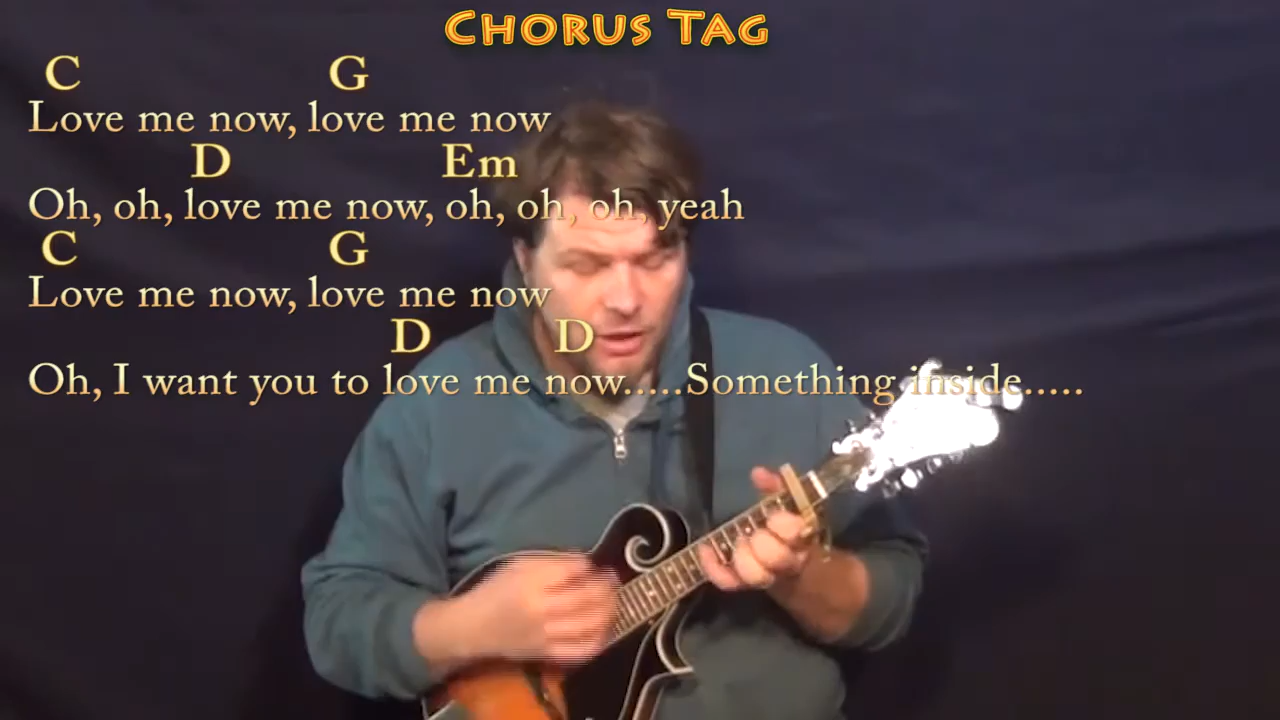 CHORUS TAG
C G
Love me now, love me now
D Em
Oh, oh, love me now, oh, oh, oh, yeah
C G
Love me now, love me now
D D
Oh, I want you to love me now.....Something inside.....